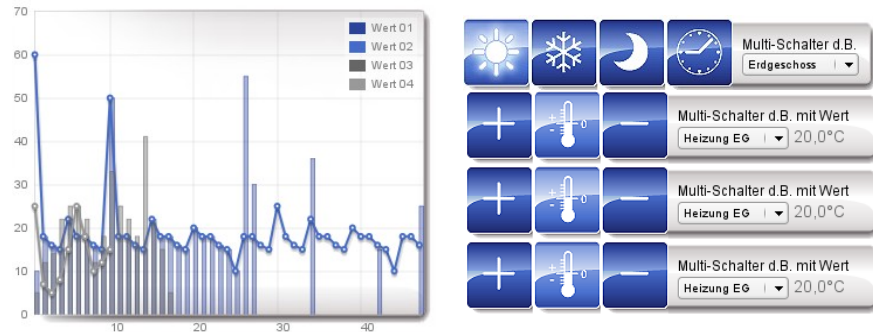 70
60
50
40
30
20
10
0
10
20
30
40
Wert 01
Wert 02
Wert 03
Wert 04
Multi-Schalter d.B.
Erdgeschoss
Multi-Schalter d.B. mit Wert
Heizung EG 20,0°C
Multi-Schalter d.B. mit Wert
Heizung EG 20,0°C
Multi-Schalter d.B. mit Wert
Heizung EG 20,0°C